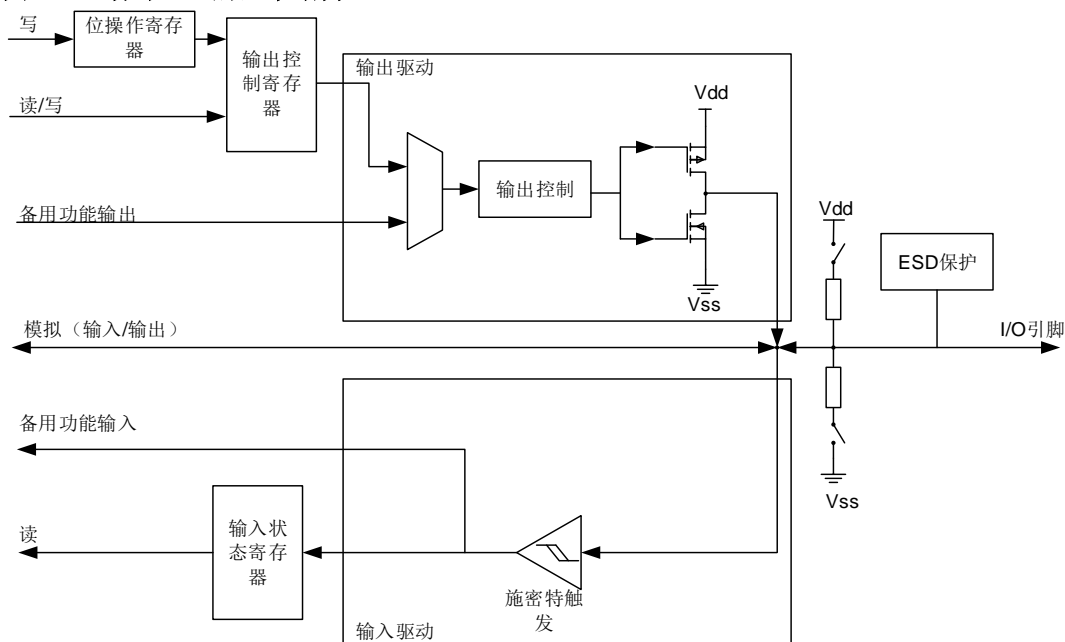 写
位操作寄存
器
输出控
制寄存
器
读/写
输出驱动
Vdd
输出控制
备用功能输出
Vss
Vdd
ESD保护
模拟（输入/输出）
I/O引脚
备用功能输入
Vss
读
输入状
态寄存
器
施密特触
发
输入驱动